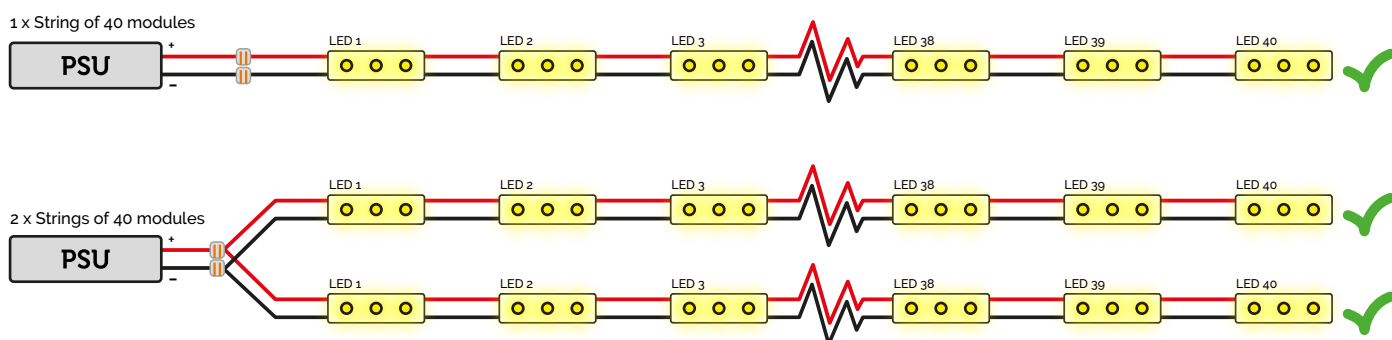 1 x String of 40 modules
PSU
+
–
LED 1
LED 2
LED 3
LED 38
LED 39
LED 40
2 x Strings of 40 modules
PSU
+
–
LED 1
LED 2
LED 3
LED 38
LED 39
LED 40
LED 1
LED 2
LED 3
LED 38
LED 39
LED 40